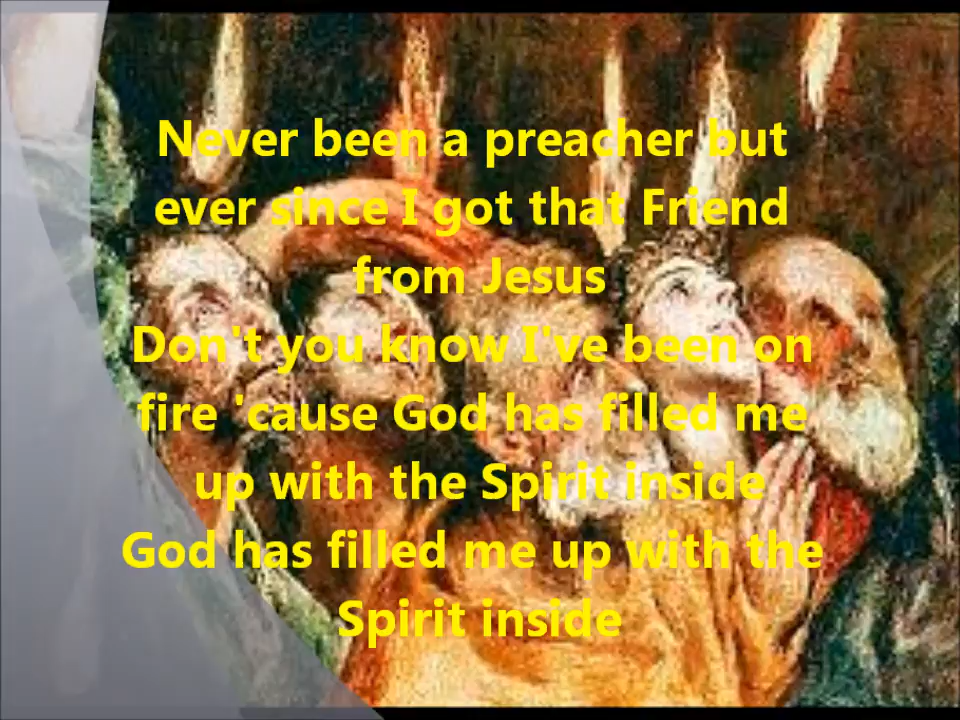 Never been a preacher but
ever since I got that Friend
from Jesus
Don't you know I've been on
fire 'cause God has filled me
up with the Spirit inside
God has filled me up with the
Spirit inside